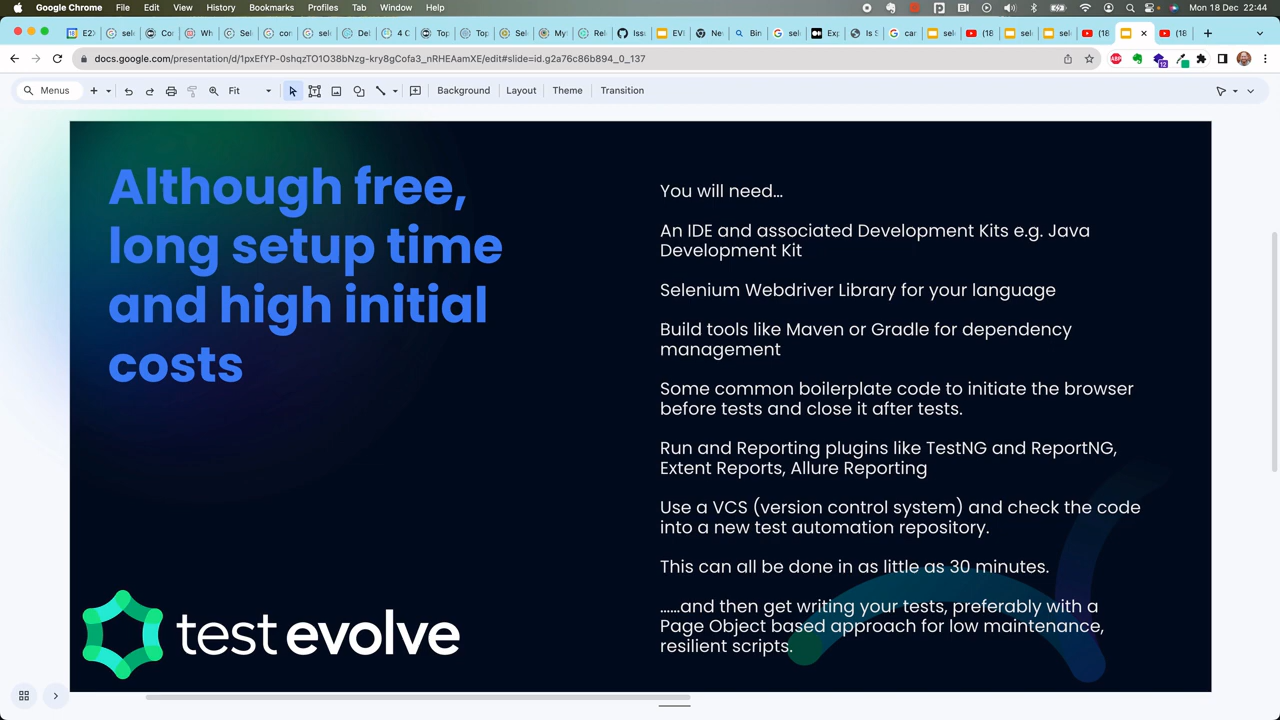 Google Chrome File Edit View History Bookmarks Profiles Tab Window Help Mon 18 Dec 22:44
docs.google.com/presentation/d/1pxEfYP-0shqzTO1O38bNzg-kry8gCofa3_nRHEAamXE/edit#slide=id.g2a76c86b894_0_137
Menus Fit Background Layout Theme Transition
Although free,
long setup time
and high initial
costs
You will need...
An IDE and associated Development Kits e.g. Java
Development Kit
Selenium Webdriver Library for your language
Build tools like Maven or Gradle for dependency
management
Some common boilerplate code to initiate the browser
before tests and close it after tests.
Run and Reporting plugins like TestNG and ReportNG,
Extent Reports, Allure Reporting
Use a VCS (version control system) and check the code
into a new test automation repository.
This can all be done in as little as 30 minutes.
......and then get writing your tests, preferably with a
Page Object based approach for low maintenance,
resilient scripts.
test evolve